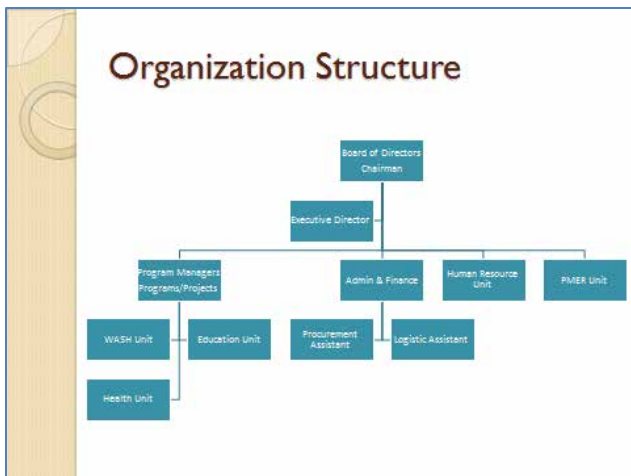 Organization Structure
Board of Directors
Chairman
Executive Director
Program Managers
Programs/Projects
Admin & Finance
Human Resource
Unit
PMER Unit
WASH Unit
Education Unit
Procurement
Assistant
Logistic Assistant
Health Unit